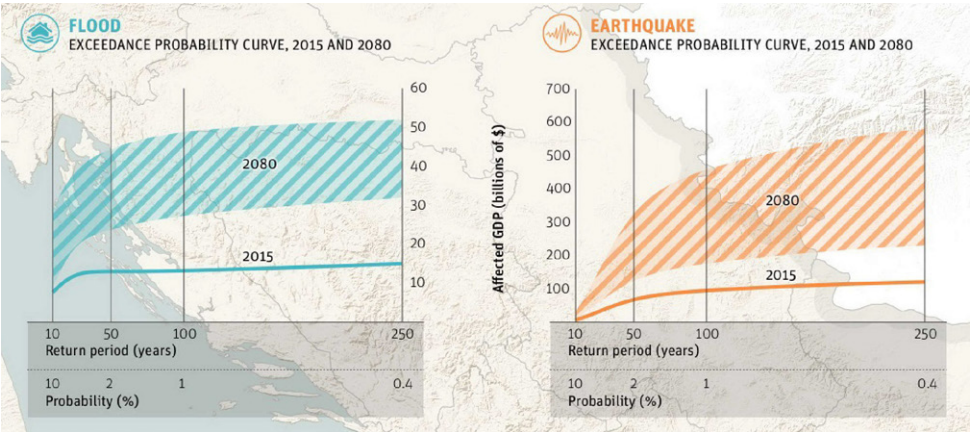 FLOOD
EXCEEDANCE PROBABILITY CURVE, 2015 AND 2080
60
50
40
30
20
10
2080
2015
10 50 100 250
Return period (years)
10 2 1 0.4
Probability (%)
EARTHQUAKE
EXCEEDANCE PROBABILITY CURVE, 2015 AND 2080
Affected GDP (billions of $)
700
600
500
400
300
200
100
2080
2015
10 50 100 250
Return period (years)
10 2 1 0.4
Probability (%)